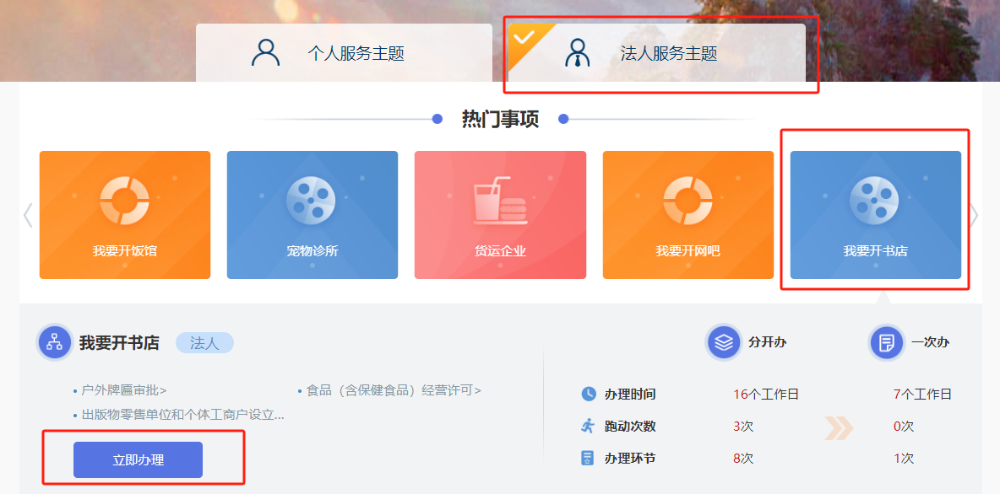 个人服务主题
法人服务主题
热门事项
我要开饭馆
宠物诊所
货运企业
我要开网吧
我要开书店
我要开书店 法人
户外牌匾审批>
食品（含保健食品）经营许可>
出版物零售单位和个体工商户设立...
立即办理
分开办 一次办
办理时间 16个工作日 7个工作日
跑动次数 3次 0次
办理环节 8次 1次